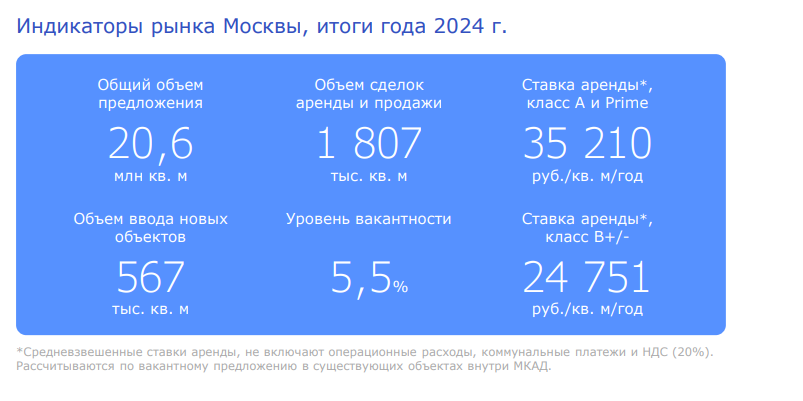 Индикаторы рынка Москвы, итоги года 2024 г.
Общий объем
предложения
20,6
млн кв. м
Объем сделок
аренды и продажи
1 807
тыс. кв. м
Ставка аренды*,
класс А и Prime
35 210
руб./кв. м/год
Объем ввода новых
объектов
567
тыс. кв. м
Уровень вакантности
5,5%
Ставка аренды*,
класс В+/-
24 751
руб./кв. м/год
*Средневзвешенные ставки аренды, не включают операционные расходы, коммунальные платежи и НДС (20%).
Рассчитываются по вакантному предложению в существующих объектах внутри МКАД.